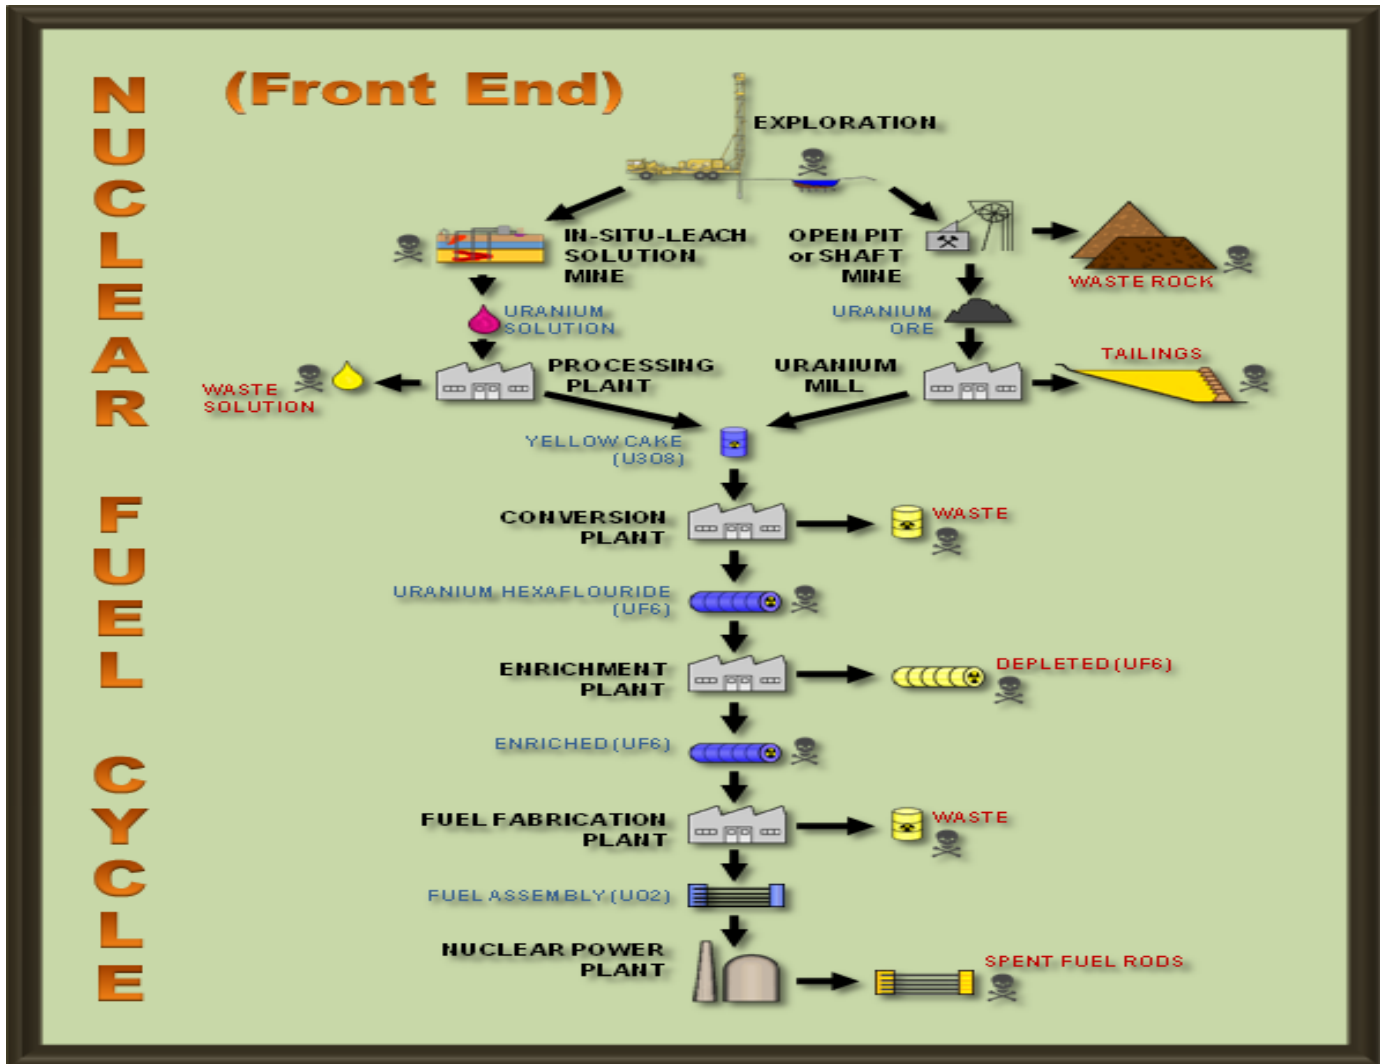 NUCLEAR FUEL CYCLE
(Front End)
EXPLORATION
IN-SITU-LEACH
SOLUTION
MINE
OPEN PIT
or SHAFT
MINE
WASTE ROCK
URANIUM
SOLUTION
URANIUM
ORE
PROCESSING
PLANT
URANIUM
MILL
TAILINGS
WASTE
SOLUTION
YELLOW CAKE
(U3O8)
CONVERSION
PLANT
WASTE
URANIUM HEXAFLOURIDE
(UF6)
ENRICHMENT
PLANT
DEPLETED (UF6)
ENRICHED (UF6)
FUEL FABRICATION
PLANT
WASTE
FUEL ASSEMBLY (UO2)
NUCLEAR POWER
PLANT
SPENT FUEL RODS